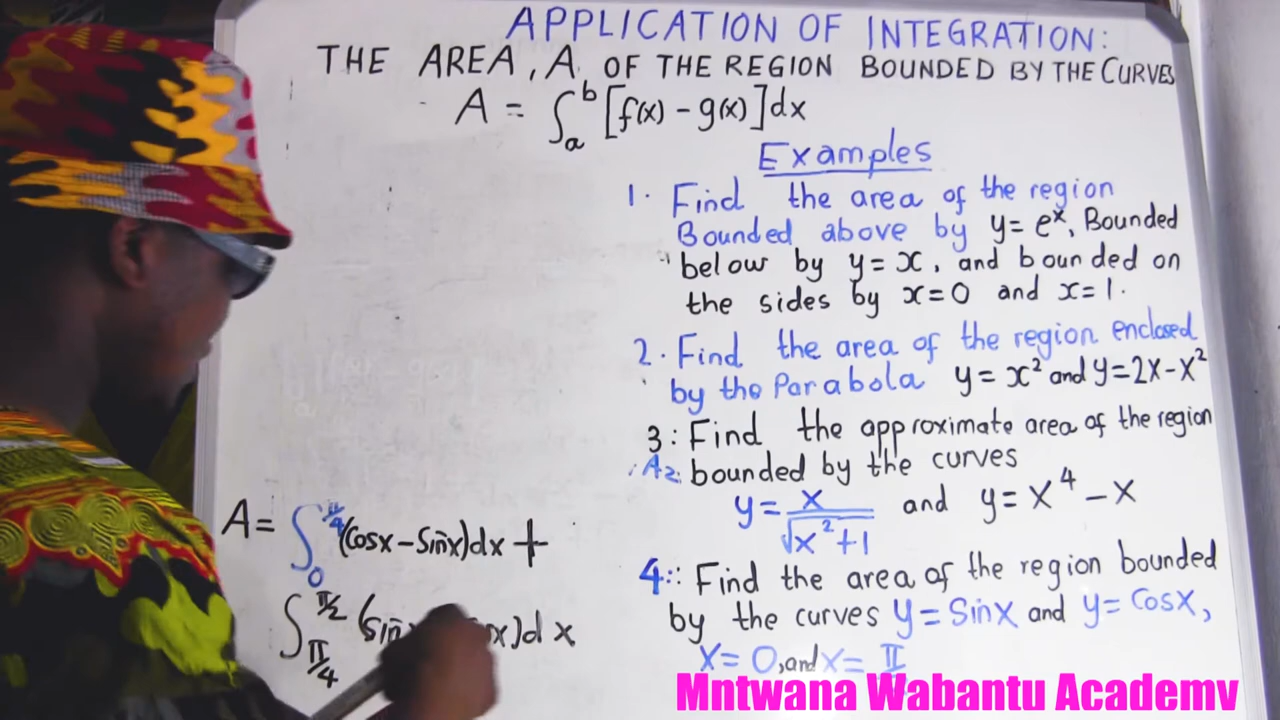 APPLICATION OF INTEGRATION:
THE AREA, A, OF THE REGION BOUNDED BY THE CURVES
A = ∫_a^b [f(x) - g(x)]dx
Examples
1. Find the area of the region
Bounded above by y = e^x, Bounded
below by y = x, and bounded on
the sides by x=0 and x=1.
2. Find the area of the region enclosed
by the Parabola y = x² and y=2x-x²
3: Find the approximate area of the region
bounded by the curves
y = x/√(x²+1) and y = x⁴ - x
4:: Find the area of the region bounded
by the curves y = Sinx and y= Cosx,
x = 0, and x=
A = ∫_0^π/4 (Cosx - Sinx)dx +
∫_π/4^π/2 (Sinx x)dx
Mntwana Wabantu Academy